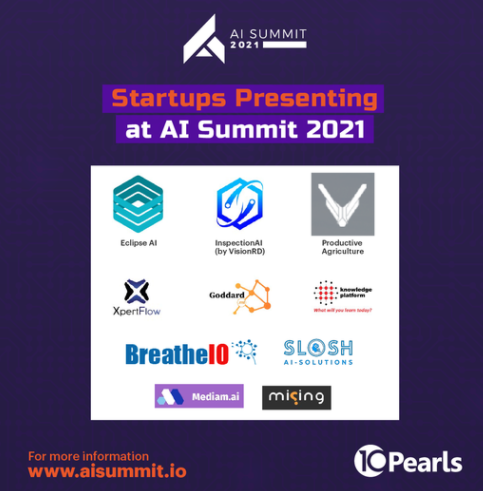 AI SUMMIT
2021
Startups Presenting
at AI Summit 2021
Eclipse AI
InspectionAI
(by VisionRD)
Productive
Agriculture
XpertFlow
Goddard
knowledge
platform
What will you learn today?
BreatheIO
SLOSH
AI-SOLUTIONS
Mediam.ai
For more information
www.aisummit.io
10Pearls